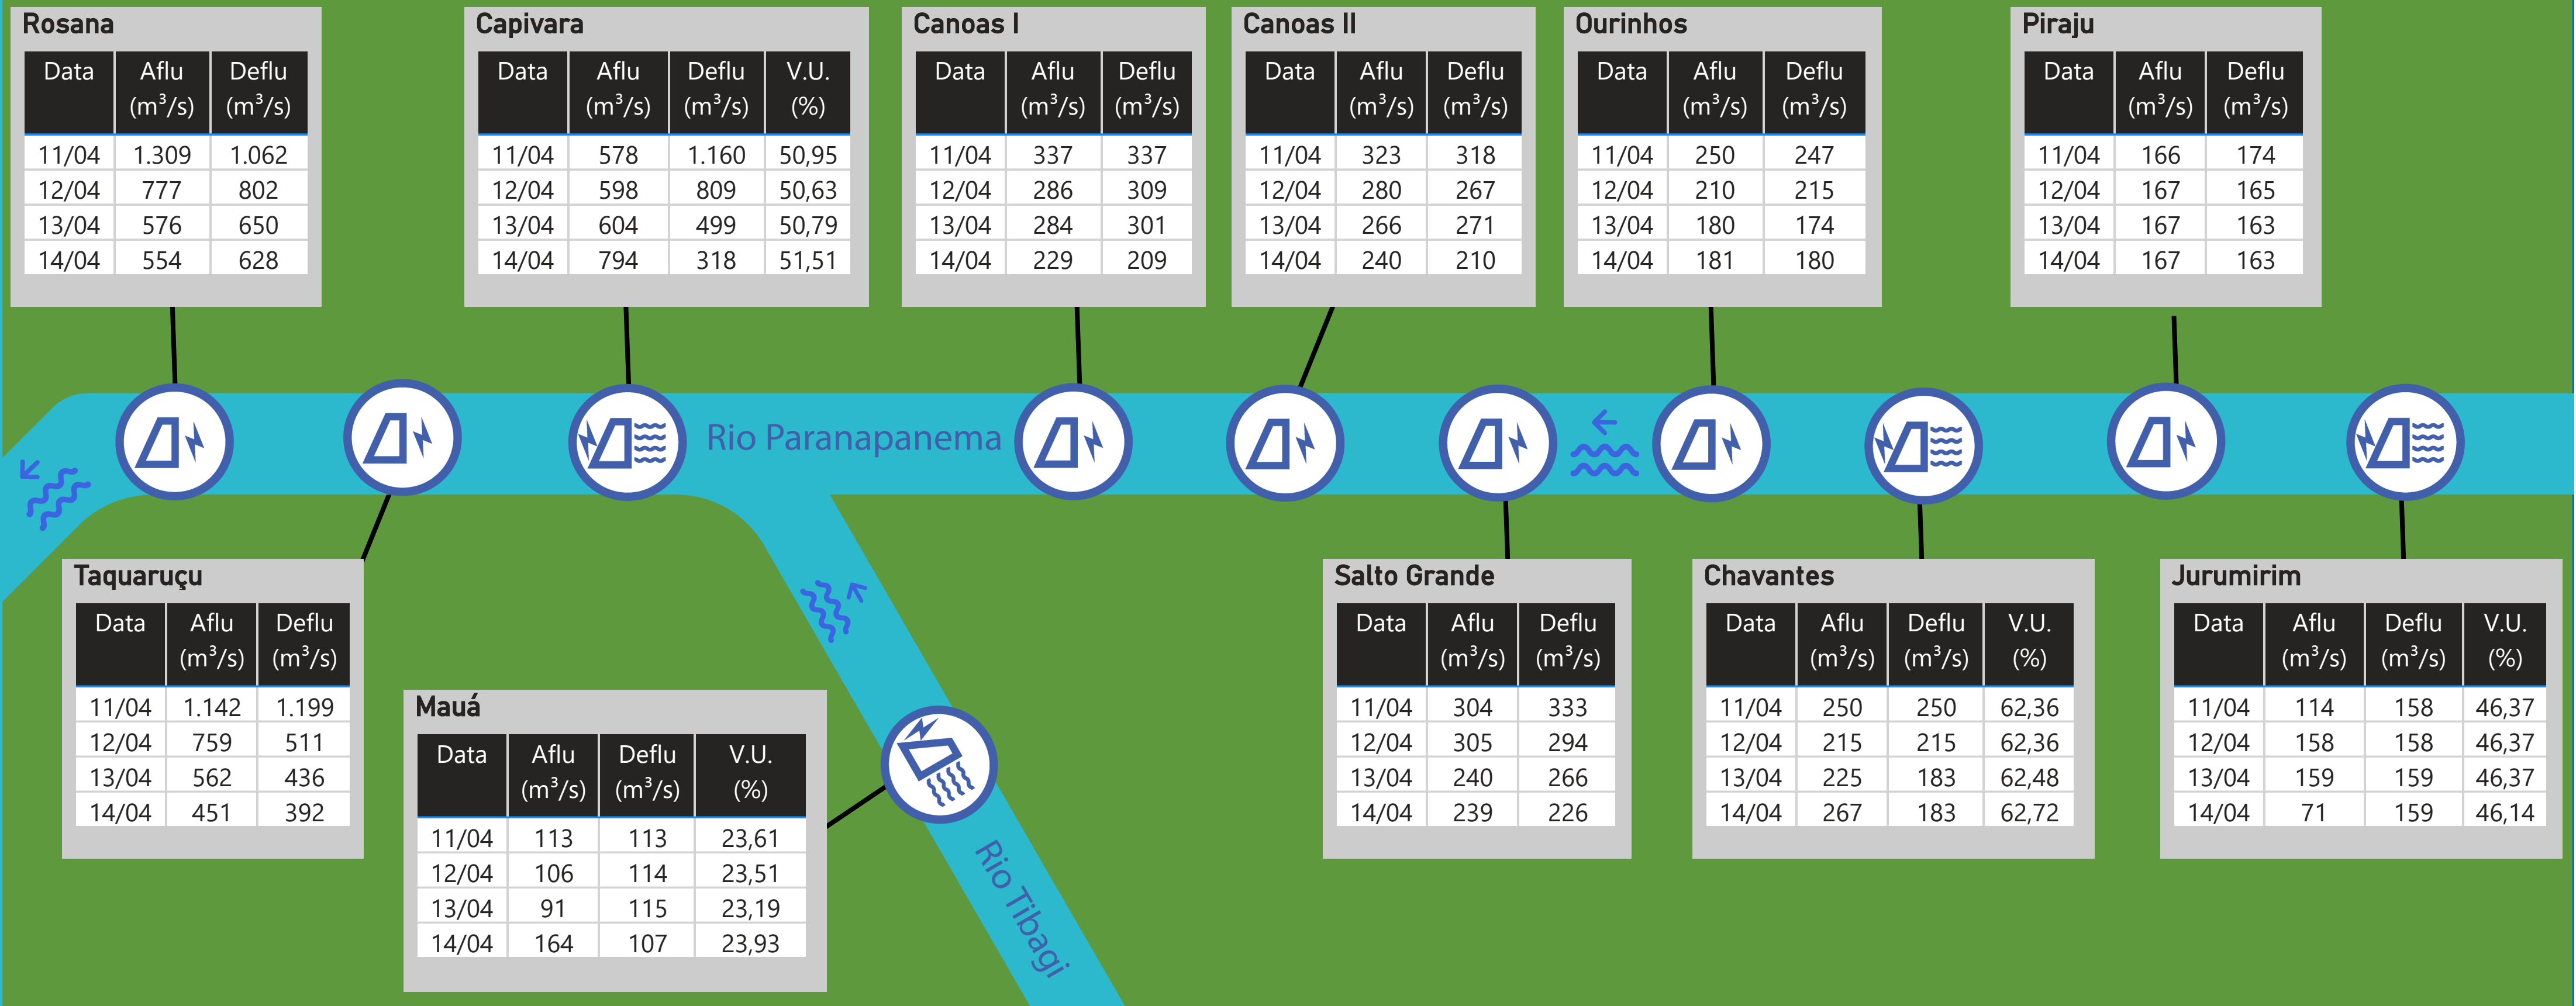 Rosana
Data Aflu (m³/s) Deflu (m³/s)
11/04 1.309 1.062
12/04 777 802
13/04 576 650
14/04 554 628
Capivara
Data Aflu (m³/s) Deflu (m³/s) V.U. (%)
11/04 578 1.160 50,95
12/04 598 809 50,63
13/04 604 499 50,79
14/04 794 318 51,51
Canoas I
Data Aflu (m³/s) Deflu (m³/s)
11/04 337 337
12/04 286 309
13/04 284 301
14/04 229 209
Canoas II
Data Aflu (m³/s) Deflu (m³/s)
11/04 323 318
12/04 280 267
13/04 266 271
14/04 240 210
Ourinhos
Data Aflu (m³/s) Deflu (m³/s)
11/04 250 247
12/04 210 215
13/04 180 174
14/04 181 180
Piraju
Data Aflu (m³/s) Deflu (m³/s)
11/04 166 174
12/04 167 165
13/04 167 163
14/04 167 163
Rio Paranapanema
Taquaruçu
Data Aflu (m³/s) Deflu (m³/s)
11/04 1.142 1.199
12/04 759 511
13/04 562 436
14/04 451 392
Mauá
Data Aflu (m³/s) Deflu (m³/s) V.U. (%)
11/04 113 113 23,61
12/04 106 114 23,51
13/04 91 115 23,19
14/04 164 107 23,93
Rio Tibagi
Salto Grande
Data Aflu (m³/s) Deflu (m³/s)
11/04 304 333
12/04 305 294
13/04 240 266
14/04 239 226
Chavantes
Data Aflu (m³/s) Deflu (m³/s) V.U. (%)
11/04 250 250 62,36
12/04 215 215 62,36
13/04 225 183 62,48
14/04 267 183 62,72
Jurumirim
Data Aflu (m³/s) Deflu (m³/s) V.U. (%)
11/04 114 158 46,37
12/04 158 158 46,37
13/04 159 159 46,37
14/04 71 159 46,14